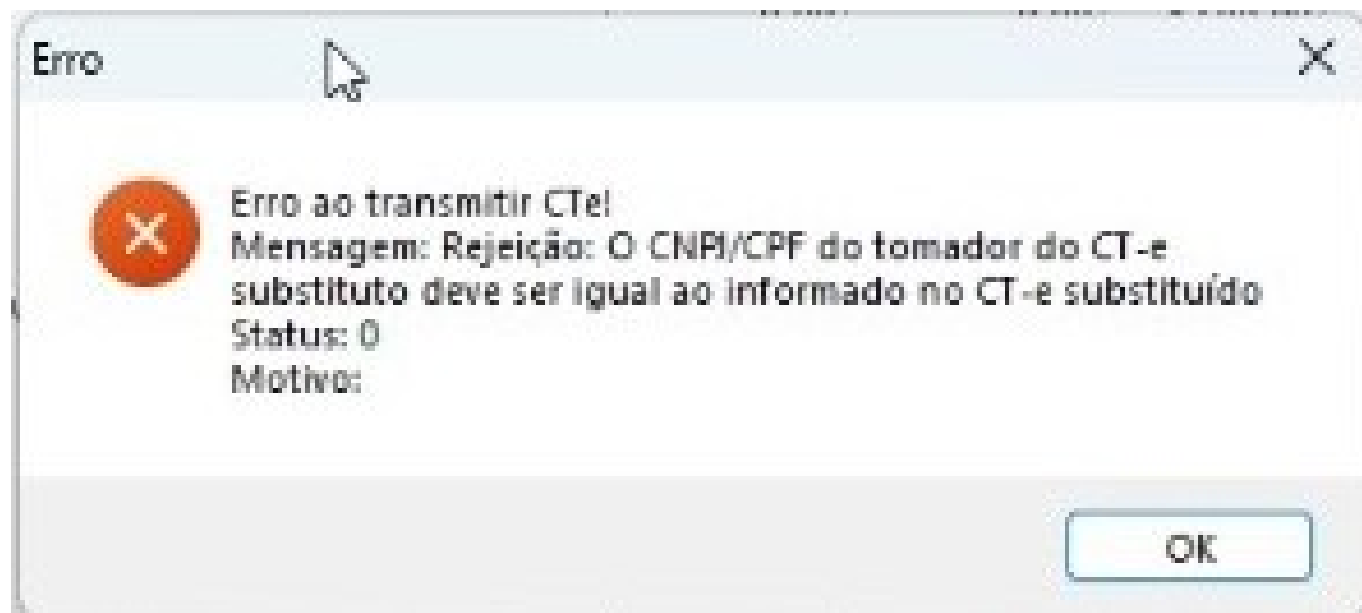 Erro
Erro ao transmitir CTe!
Mensagem: Rejeição: O CNPJ/CPF do tomador do CT-e
substituto deve ser igual ao informado no CT-e substituído
Status: 0
Motivo:
OK